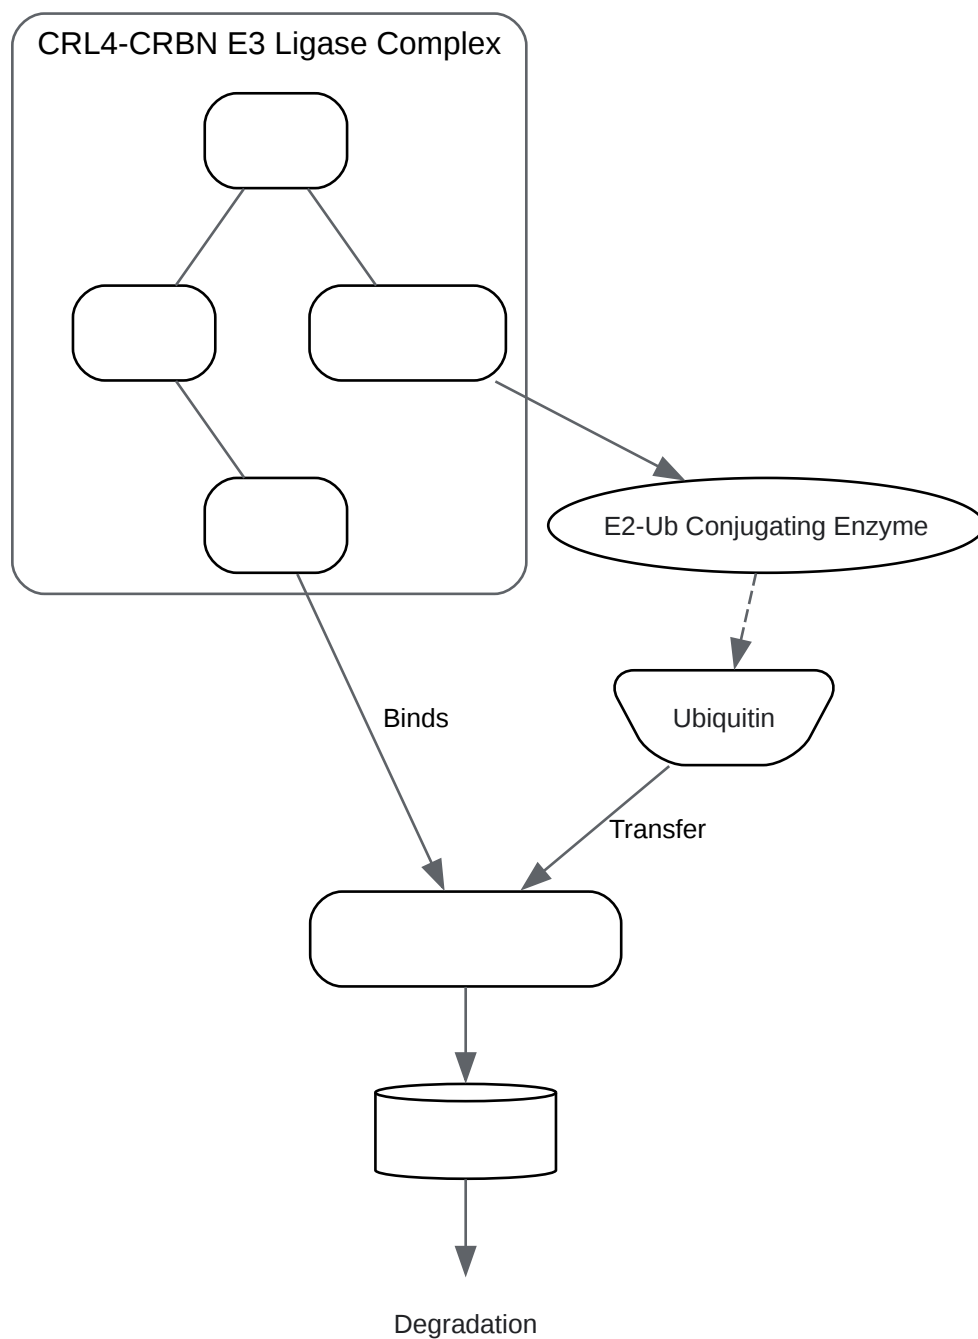 CRL4-CRBN E3 Ligase Complex
E2-Ub Conjugating Enzyme
Binds
Ubiquitin
Transfer
Degradation